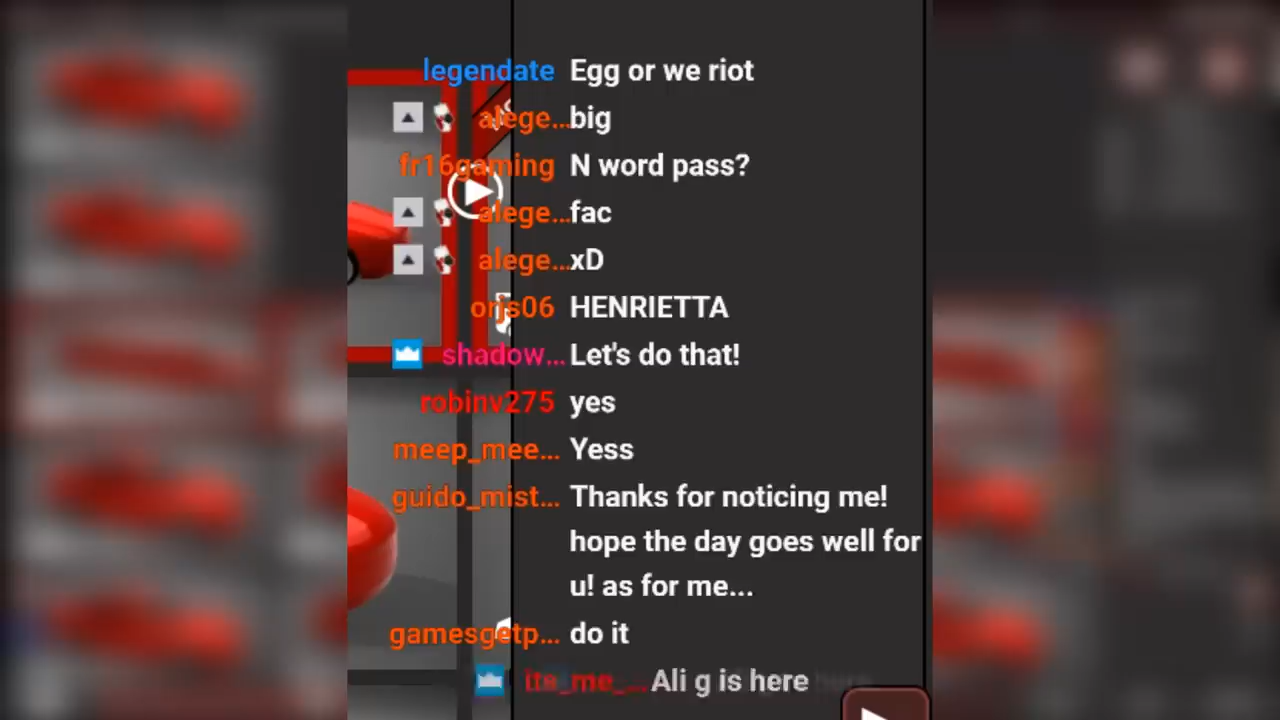 legendate Egg or we riot
alege... big
fr16gaming N word pass?
alege... fac
alege... xD
orjs06 HENRIETTA
shadow... Let's do that!
robinv275 yes
meep_mee... Yess
guido_mist... Thanks for noticing me!
hope the day goes well for
u! as for me...
gamesgetp... do it
its_me_... Ali g is here